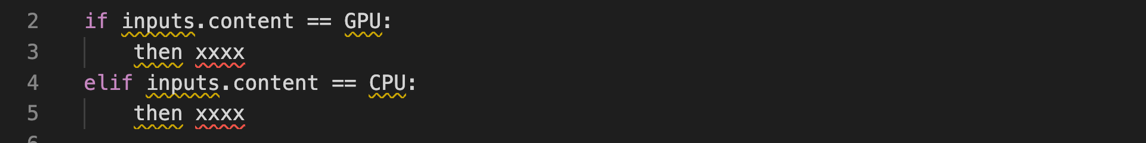 2 if inputs.content == GPU:
3 then xxxx
4 elif inputs.content == CPU:
5 then xxxx